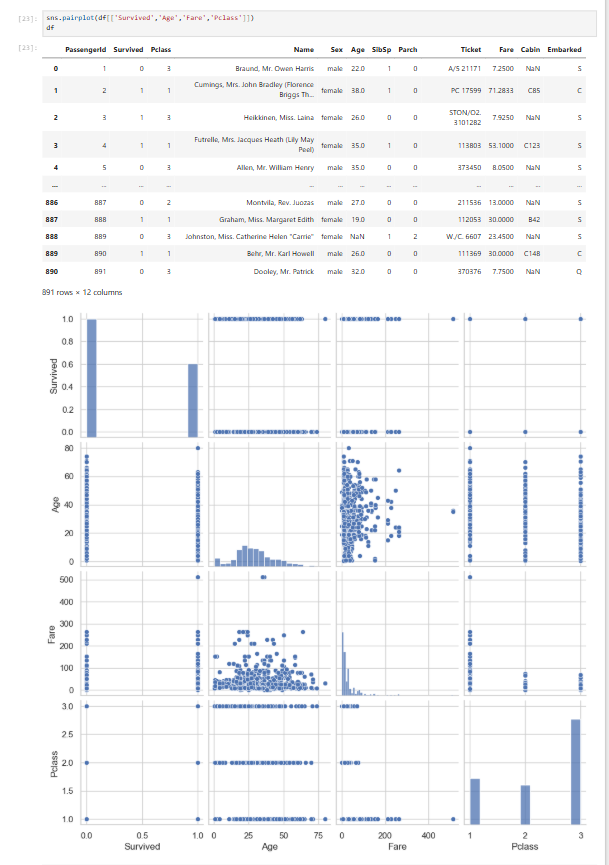 [23]: sns.pairplot(df[['Survived','Age','Fare','Pclass']])
df
[23]:
PassengerId Survived Pclass Name Sex Age SibSp Parch Ticket Fare Cabin Embarked
0 1 0 3 Braund, Mr. Owen Harris male 22.0 1 0 A/5 21171 7.2500 NaN S
Cumings, Mrs. John Bradley (Florence
1 2 1 1 Briggs Th... female 38.0 1 0 PC 17599 71.2833 C85 C
STON/O2.
2 3 1 3 Heikkinen, Miss. Laina female 26.0 0 0 3101282 7.9250 NaN S
Futrelle, Mrs. Jacques Heath (Lily May
3 4 1 1 Peel) female 35.0 1 0 113803 53.1000 C123 S
4 5 0 3 Allen, Mr. William Henry male 35.0 0 0 373450 8.0500 NaN S
... ... ... ... ... ... ... ... ... ... ... ... ...
886 887 0 2 Montvila, Rev. Juozas male 27.0 0 0 211536 13.0000 NaN S
887 888 1 1 Graham, Miss. Margaret Edith female 19.0 0 0 112053 30.0000 B42 S
888 889 0 3 Johnston, Miss. Catherine Helen "Carrie" female NaN 1 2 W./C. 6607 23.4500 NaN S
889 890 1 1 Behr, Mr. Karl Howell male 26.0 0 0 111369 30.0000 C148 C
890 891 0 3 Dooley, Mr. Patrick male 32.0 0 0 370376 7.7500 NaN Q
891 rows × 12 columns
1.0
0.8
0.6
0.4
0.2
0.0
Survived
80
60
40
20
0
Age
500
400
300
200
100
0
Fare
3.0
2.5
2.0
1.5
1.0
Pclass
0.0 0.5 1.0 0 25 50 75 0 200 400 1 2 3
Survived Age Fare Pclass